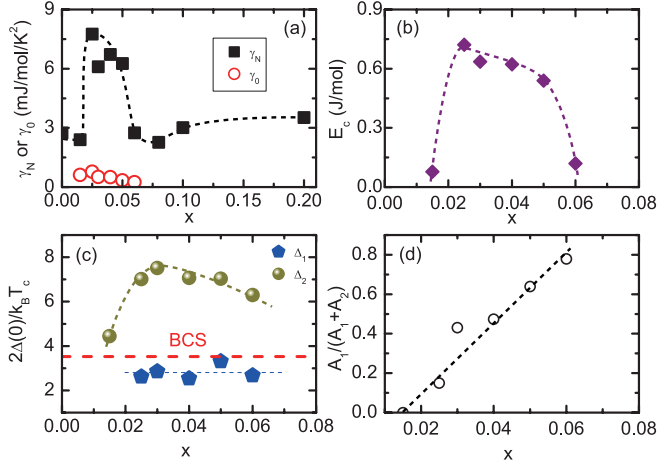 (a)
γN
γ0
γN or γ0 (mJ/mol/K²)
9
6
3
0
0.00 0.05 0.10 0.15 0.20
x
(b)
Ec (J/mol)
0.9
0.6
0.3
0.0
0.00 0.02 0.04 0.06 0.08
x
(c)
Δ1
Δ2
BCS
2Δ(0)/kBTc
8
6
4
2
0.00 0.02 0.04 0.06 0.08
x
(d)
A1/(A1+A2)
0.8
0.6
0.4
0.2
0.0
0.02 0.04 0.06 0.08
x